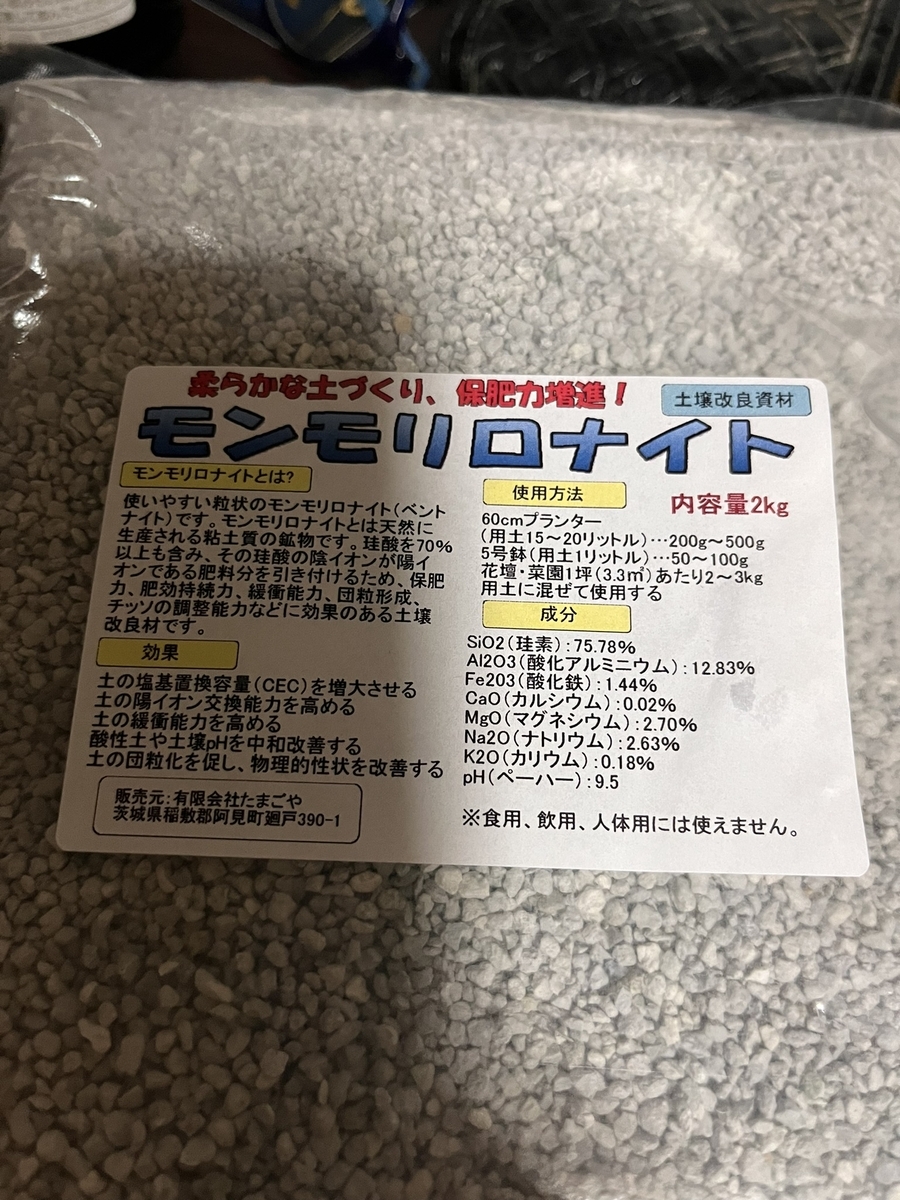 柔らかな土づくり、保肥力増進！
土壌改良資材
モンモリロナイト
モンモリロナイトとは?
使いやすい粒状のモンモリロナイト(ベント
ナイト)です。モンモリロナイトとは天然に
生産される粘土質の鉱物です。珪酸を70%
以上も含み、その珪酸の陰イオンが陽イ
オンである肥料分を引き付けるため、保肥
力、肥効持続力、緩衝能力、団粒形成、
チッソの調整能力などに効果のある土壌
改良材です。
効果
土の塩基置換容量(CEC)を増大させる
土の陽イオン交換能力を高める
土の緩衝能力を高める
酸性土や土壌pHを中和改善する
土の団粒化を促し、物理的性状を改善する
販売元:有限会社たまごや
茨城県稲敷郡阿見町廻戸390-1
使用方法
内容量2kg
60cmプランター
(用土15～20リットル)…200g～500g
5号鉢(用土1リットル)…50～100g
花壇・菜園1坪(3.3㎡)あたり2～3kg
用土に混ぜて使用する
成分
SiO2(珪素):75.78%
Al2O3(酸化アルミニウム):12.83%
Fe2O3(酸化鉄):1.44%
CaO(カルシウム):0.02%
MgO(マグネシウム):2.70%
Na2O(ナトリウム):2.63%
K2O(カリウム):0.18%
pH(ペーハー):9.5
※食用、飲用、人体用には使えません。